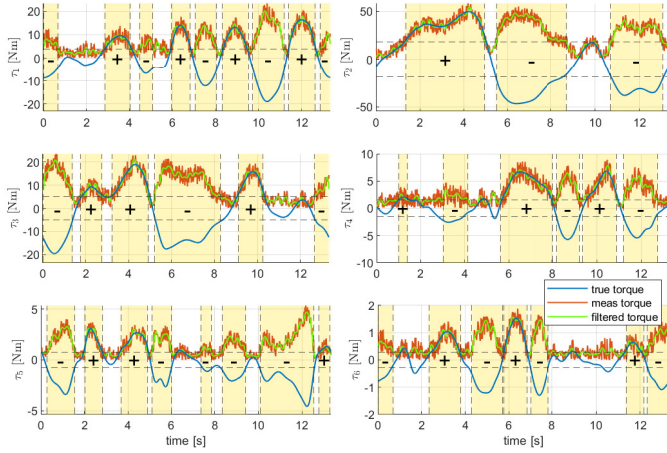 20
10
0
10
20
τ1 [Nm]
- + - + - + - + -
0 2 4 6 8 10 12
50
0
-50
τ2 [Nm]
+ - -
0 2 4 6 8 10 12
20
10
0
-10
-20
τ3 [Nm]
- + + - + -
0 2 4 6 8 10 12
10
5
0
-5
-10
τ4 [Nm]
+ - + - + -
0 2 4 6 8 10 12
true torque
meas torque
filtered torque
5
0
-5
τ5 [Nm]
- + + - - - - +
0 2 4 6 8 10 12
time [s]
2
1
0
-1
-2
τ6 [Nm]
- + - + - + -
0 2 4 6 8 10 12
time [s]